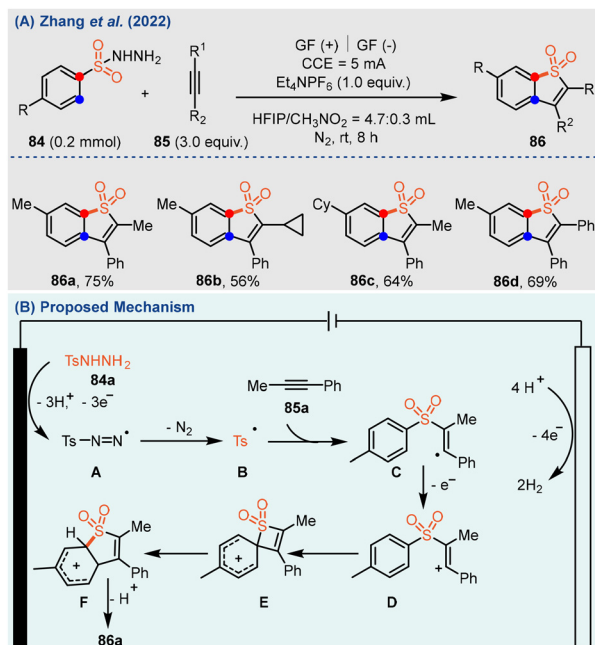 (A) Zhang et al. (2022)
R
S
O
O
NHNH2
84 (0.2 mmol)
+
R1
R2
85 (3.0 equiv.)
GF (+) | GF (-)
CCE = 5 mA
Et4NPF6 (1.0 equiv.)
HFIP/CH3NO2 = 4.7:0.3 mL
N2, rt, 8 h
R
O
O
S
R
R2
86
Me
O
O
S
Me
Ph
86a, 75%
Me
O
O
S
Ph
86b, 56%
Cy
O
O
S
Me
Ph
86c, 64%
Me
O
O
S
Ph
Ph
86d, 69%
(B) Proposed Mechanism
TsNHNH2
84a
- 3H,+ - 3e−
Ts–N=N•
A
- N2
Ts•
B
Me
Ph
85a
O
O
S
Me
•
Ph
C
- e−
4 H+
- 4e−
2H2
O
O
S
Me
+
Ph
D
O
O
S
Me
Ph
+
E
O
O
H
S
Me
Ph
+
F
- H+
86a